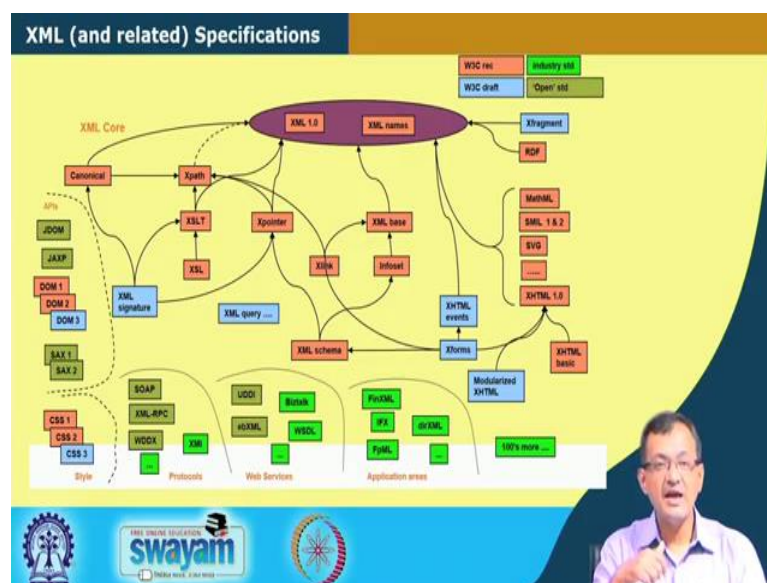 XML (and related) Specifications
W3C rec
industry std
W3C draft
'Open' std
XML Core
XML 1.0
XML names
Xfragment
RDF
Canonical
Xpath
APIs
JDOM
JAXP
DOM 1
DOM 2
DOM 3
SAX 1
SAX 2
XSLT
Xpointer
XML base
MathML
SMIL 1 & 2
SVG
......
XSL
Xlink
Infoset
XML
signature
XML query ....
XHTML
events
XHTML 1.0
XML schema
Xforms
XHTML
basic
Modularized
XHTML
CSS 1
CSS 2
CSS 3
Style
SOAP
XML-RPC
WDDX
XMI
...
Protocols
UDDI
Biztalk
ebXML
WSDL
...
Web Services
FinXML
IFX
dirXML
FpML
...
Application areas
100's more ....
FREE ONLINE EDUCATION
swayam